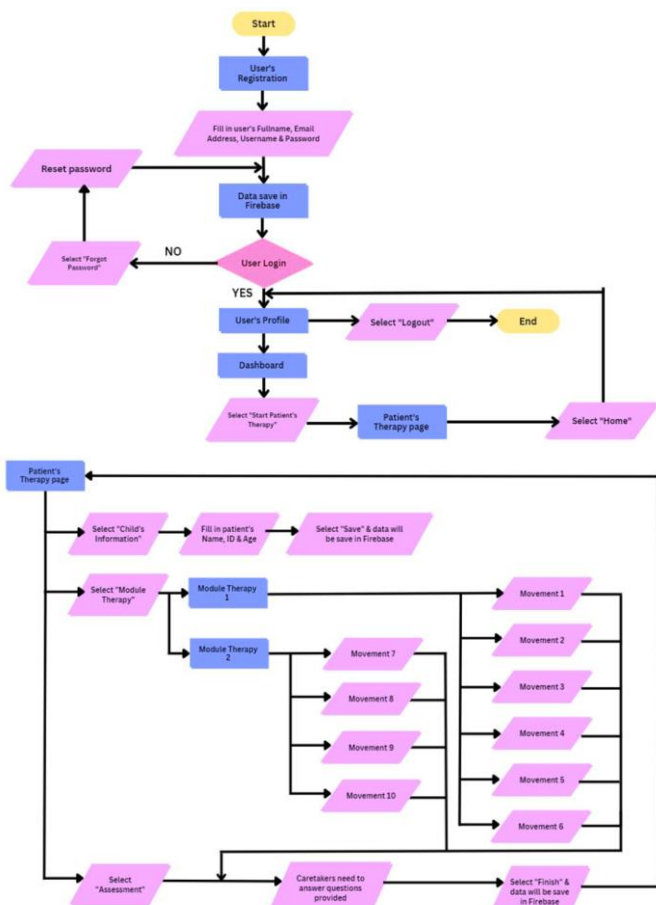 Start
User's
Registration
Fill in user's Fullname, Email
Address, Username & Password
Reset password
Data save in
Firebase
Select "Forgot
Password"
NO
User Login
YES
User's Profile
Select "Logout"
End
Dashboard
Select "Start Patient's
Therapy"
Patient's
Therapy page
Select "Home"
Patient's
Therapy page
Select "Child's
Information"
Fill in patient's
Name, ID & Age
Select "Save" & data will
be save in Firebase
Select "Module
Therapy"
Module Therapy
1
Movement 1
Module Therapy
2
Movement 7
Movement 2
Movement 8
Movement 3
Movement 9
Movement 4
Movement 10
Movement 5
Movement 6
Select
"Assessment"
Caretakers need to
answer questions
provided
Select "Finish" &
data will be save
in Firebase